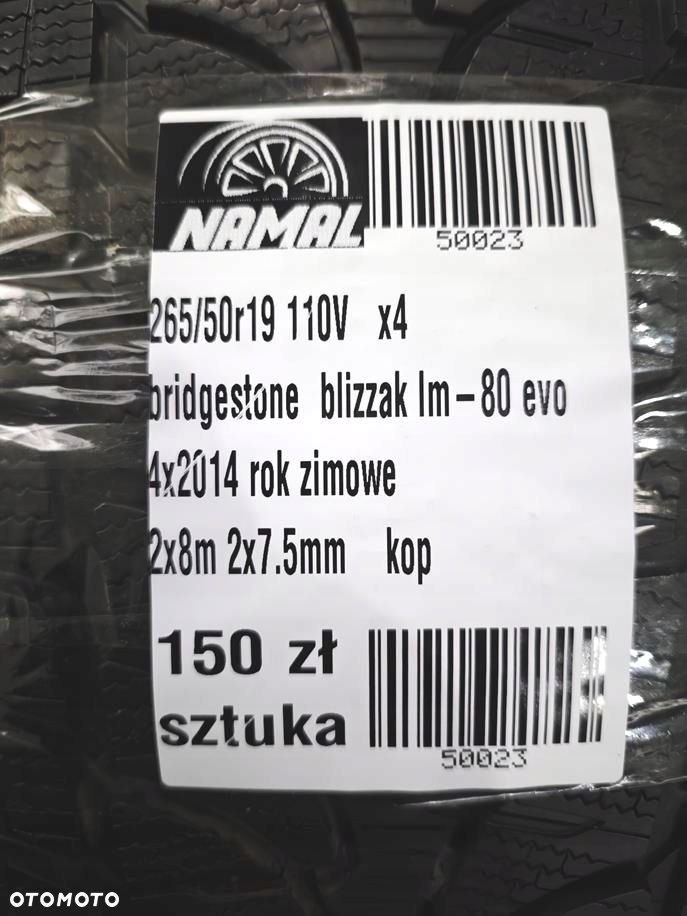 NAMAL
50023
265/50r19 110V x4
bridgestone blizzak lm-80 evo
4x2014 rok zimowe
2x8m 2x7.5mm kop
150 zł
sztuka
50023
OTOMOTO